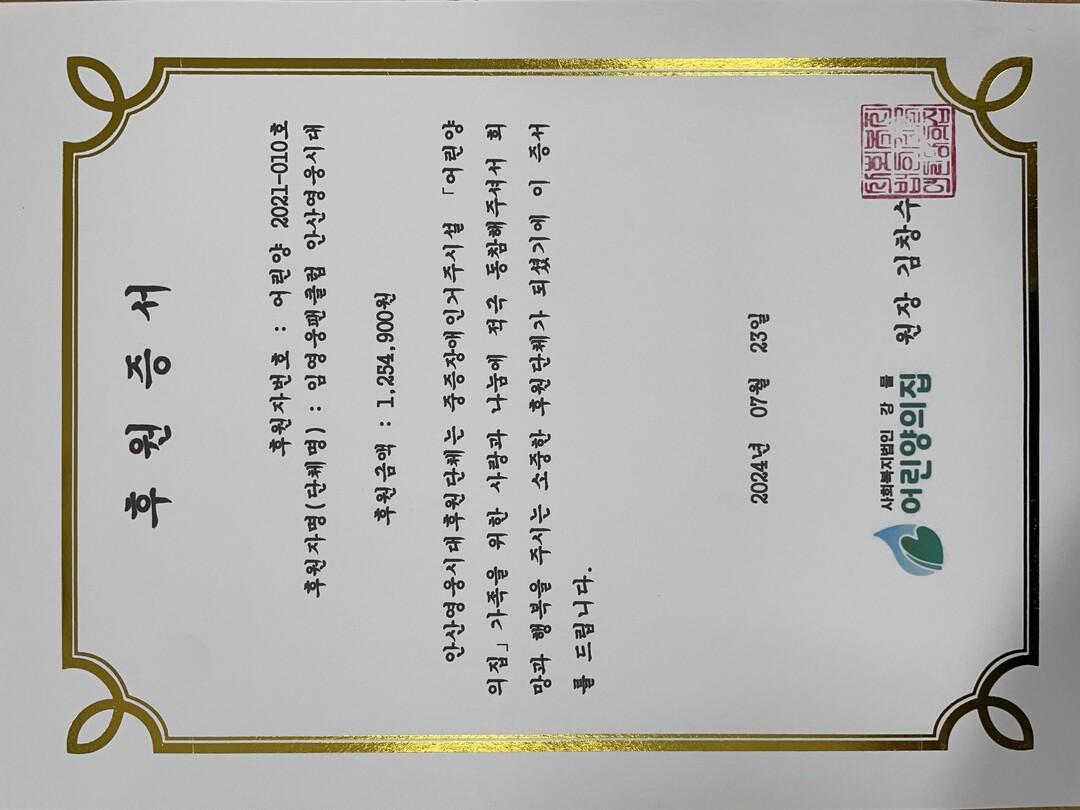 후 원 증 서
후원자번호 : 어린양 2021-010호
후원자명(단체명) : 임영웅팬클럽 안산영웅시대
후원금액 : 1,254,900원
안산영웅시대후원단체는 중증장애인거주시설 「어린양
의집」가족을 위한 사랑과 나눔에 적극 동참해주셔서 희
망과 행복을 주시는 소중한 후원단체가 되셨기에 이 증서
를 드립니다.
2024년 07월 23일
사회복지법인 강물
어린양의집 원장 김창수